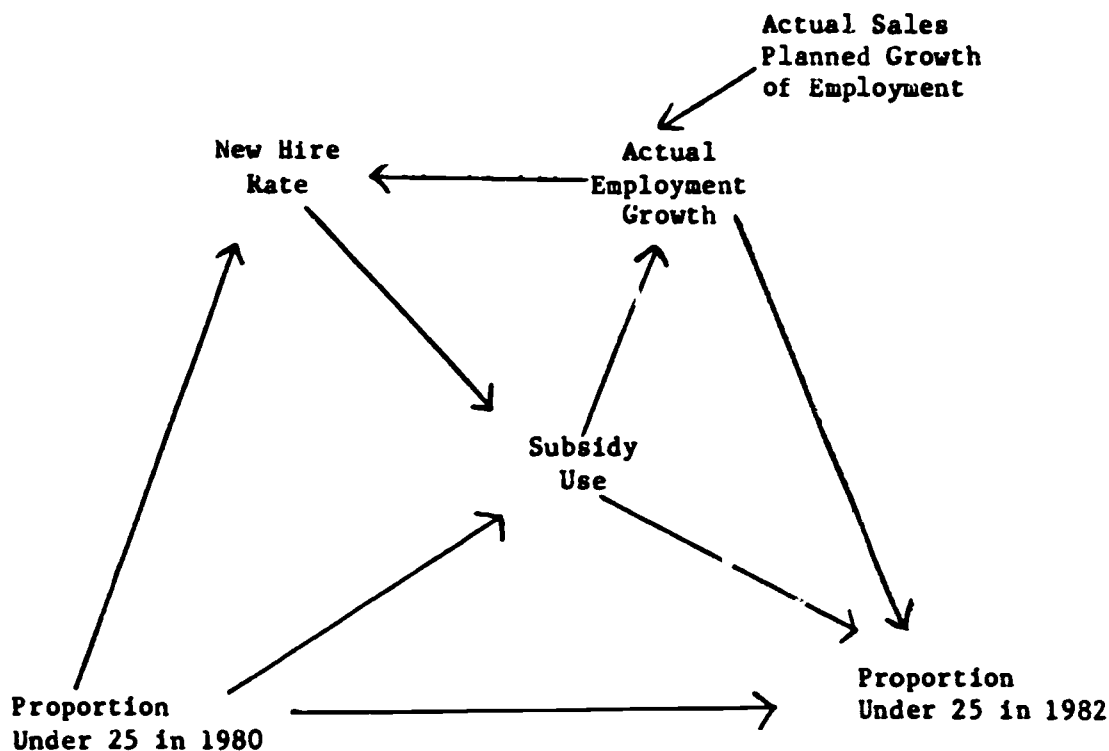 Actual Sales
Planned Growth
of Employment
New Hire
Rate
Actual
Employment
Growth
Subsidy
Use
Proportion
Under 25 in 1980
Proportion
Under 25 in 1982